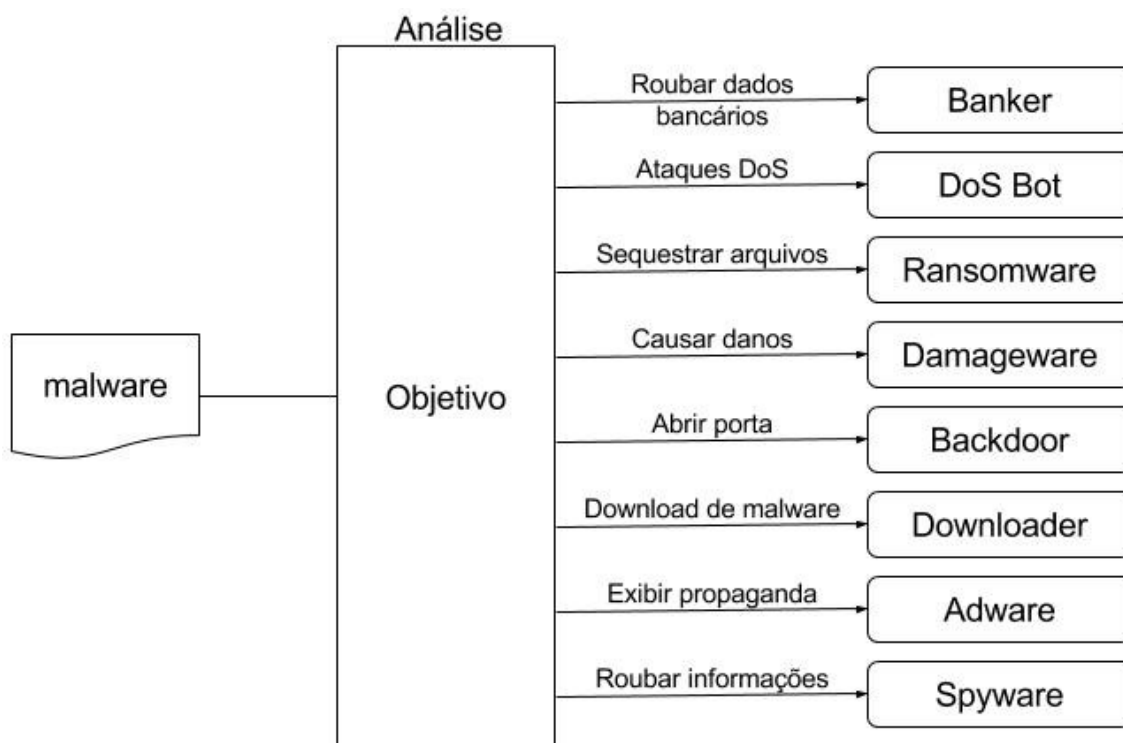 Análise
Roubar dados
bancários
Banker
Ataques DoS
DoS Bot
Sequestrar arquivos
Ransomware
Causar danos
Damageware
malware
Objetivo
Abrir porta
Backdoor
Download de malware
Downloader
Exibir propaganda
Adware
Roubar informações
Spyware